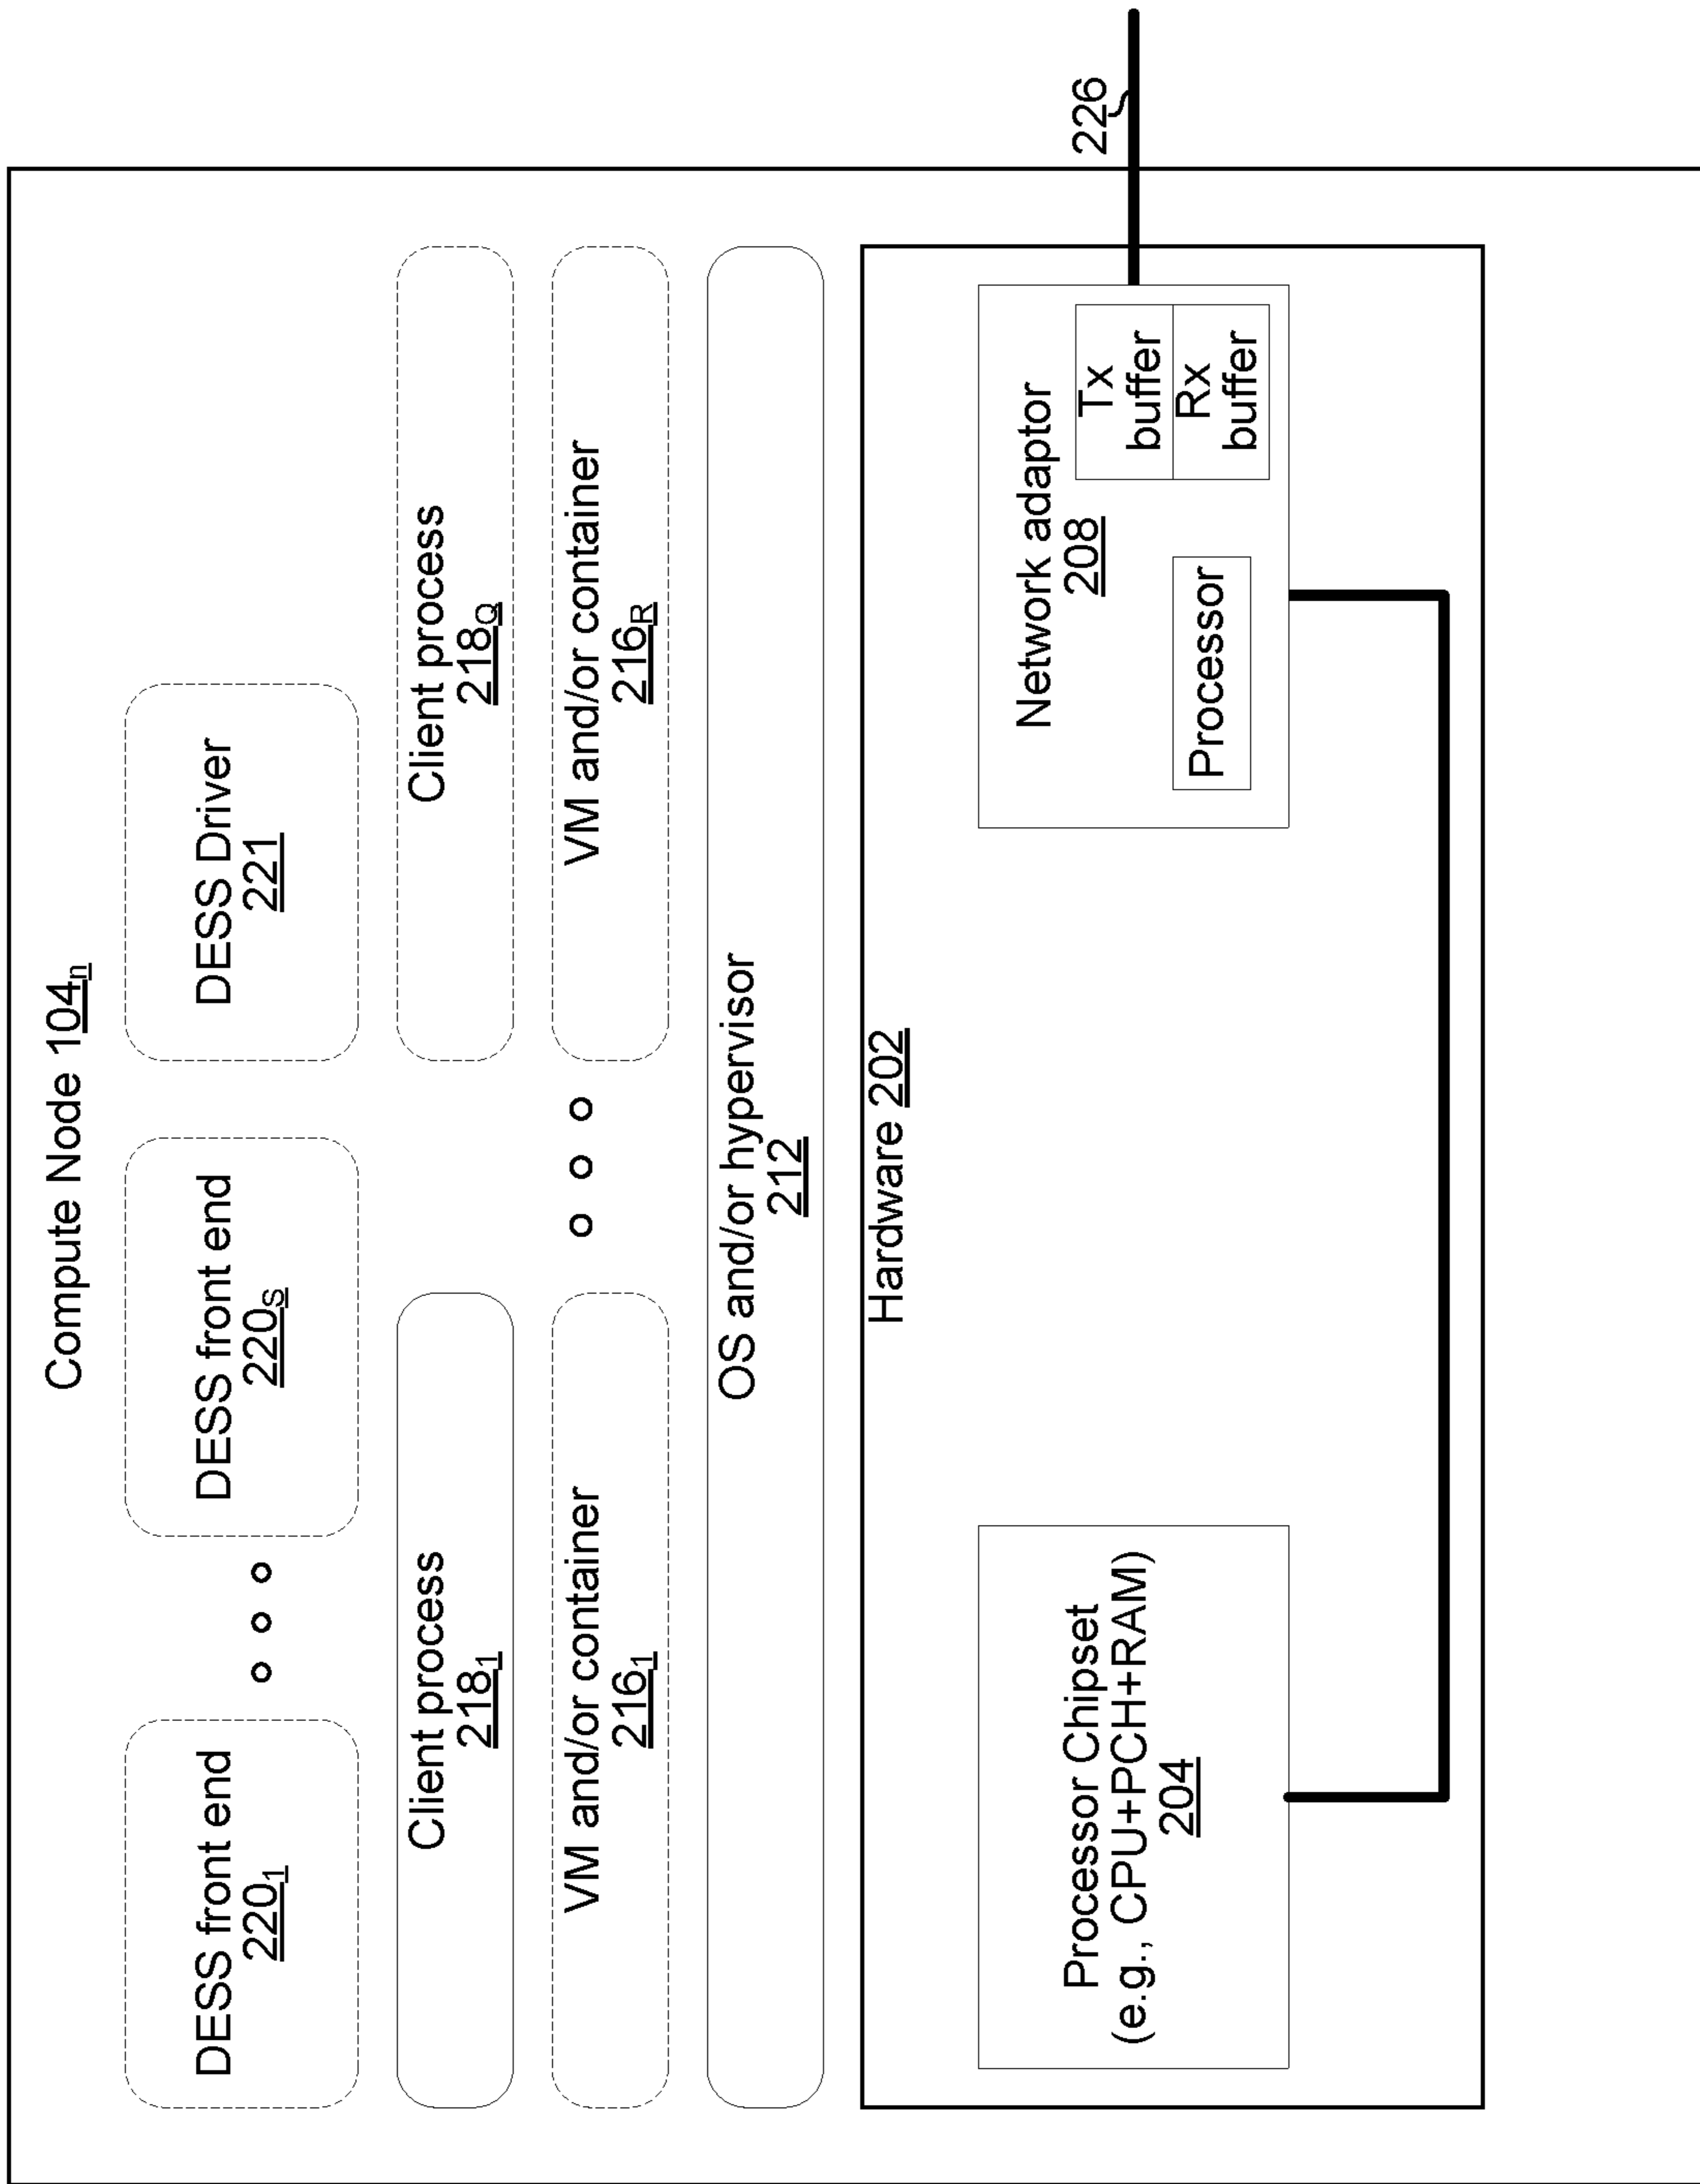 Compute Node 104n
DESS front end
2201
DESS front end
220S
DESS Driver
221
Client process
2181
Client process
218Q
VM and/or container
2161
VM and/or container
216R
OS and/or hypervisor
212
Hardware 202
Processor Chipset
(e.g., CPU+PCH+RAM)
204
Network adaptor
208
Processor
Tx
buffer
Rx
buffer
226